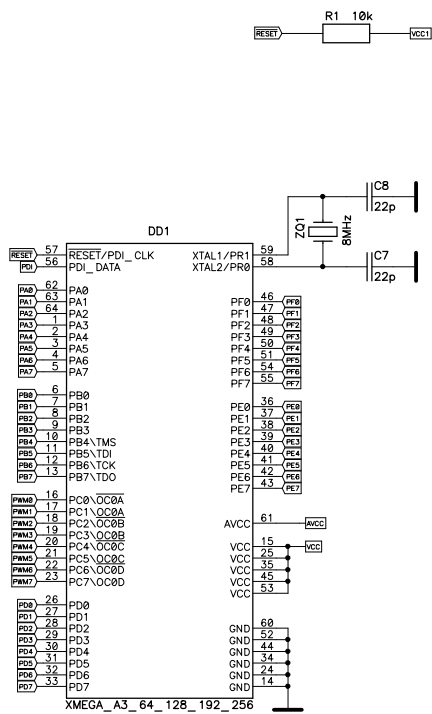 R1 10k
RESET VCC1
C8
22p
ZQ1 8MHz
C7
22p
DD1
RESET 57 RESET/PDI_CLK XTAL1/PR1 59
PDI 56 PDI_DATA XTAL2/PR0 58
PA0 62 PA0
PA1 63 PA1
PA2 64 PA2
PA3 1 PA3
PA4 2 PA4
PA5 3 PA5
PA6 4 PA6
PA7 5 PA7
PF0 46 PF0
PF1 47 PF1
PF2 48 PF2
PF3 49 PF3
PF4 50 PF4
PF5 51 PF5
PF6 54 PF6
PF7 55 PF7
PB0 6 PB0
PB1 7 PB1
PB2 8 PB2
PB3 9 PB3
PB4 10 PB4\TMS
PB5 11 PB5\TDI
PB6 12 PB6\TCK
PB7 13 PB7\TDO
PE0 36 PE0
PE1 37 PE1
PE2 38 PE2
PE3 39 PE3
PE4 40 PE4
PE5 41 PE5
PE6 42 PE6
PE7 43 PE7
PWM0 16 PC0\OC0A
PWM1 17 PC1\OC0A
PWM2 18 PC2\OC0B
PWM3 19 PC3\OC0B
PWM4 20 PC4\OC0C
PWM5 21 PC5\OC0C
PWM6 22 PC6\OC0D
PWM7 23 PC7\OC0D
AVCC 61 AVCC
VCC 15 VCC
VCC 25
VCC 35
VCC 45
VCC 53
PD0 26 PD0
PD1 27 PD1
PD2 28 PD2
PD3 29 PD3
PD4 30 PD4
PD5 31 PD5
PD6 32 PD6
PD7 33 PD7
GND 60
GND 52
GND 44
GND 34
GND 24
GND 14
XMEGA_A3_64_128_192_256